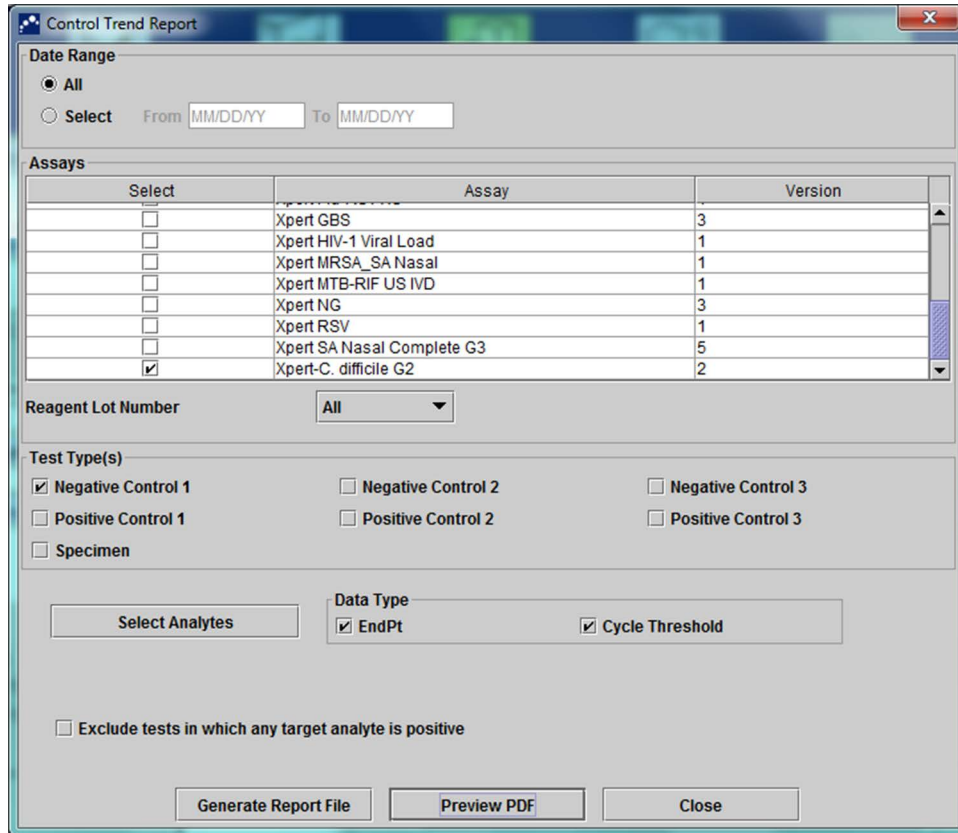 Control Trend Report
Date Range
All
Select From MM/DD/YY To MM/DD/YY
Assays
Select Assay Version
Xpert GBS 3
Xpert HIV-1 Viral Load 1
Xpert MRSA_SA Nasal 1
Xpert MTB-RIF US IVD 1
Xpert NG 3
Xpert RSV 1
Xpert SA Nasal Complete G3 5
Xpert-C. difficile G2 2
Reagent Lot Number All
Test Type(s)
Negative Control 1 Negative Control 2 Negative Control 3
Positive Control 1 Positive Control 2 Positive Control 3
Specimen
Data Type
Select Analytes EndPt Cycle Threshold
Exclude tests in which any target analyte is positive
Generate Report File Preview PDF Close